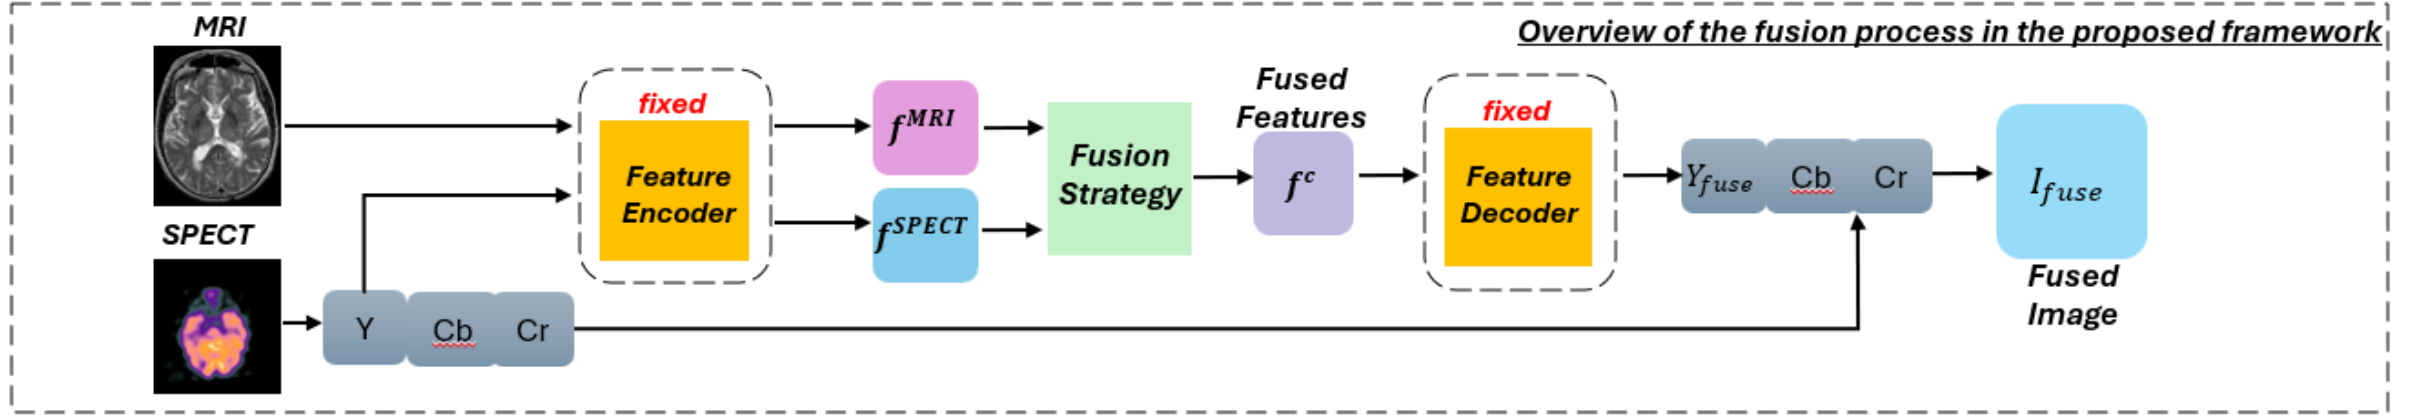 Overview of the fusion process in the proposed framework
MRI
SPECT
Y Cb Cr
fixed
Feature
Encoder
f^MRI
f^SPECT
Fusion
Strategy
Fused
Features
f^c
fixed
Feature
Decoder
Y_fuse Cb Cr
I_fuse
Fused
Image